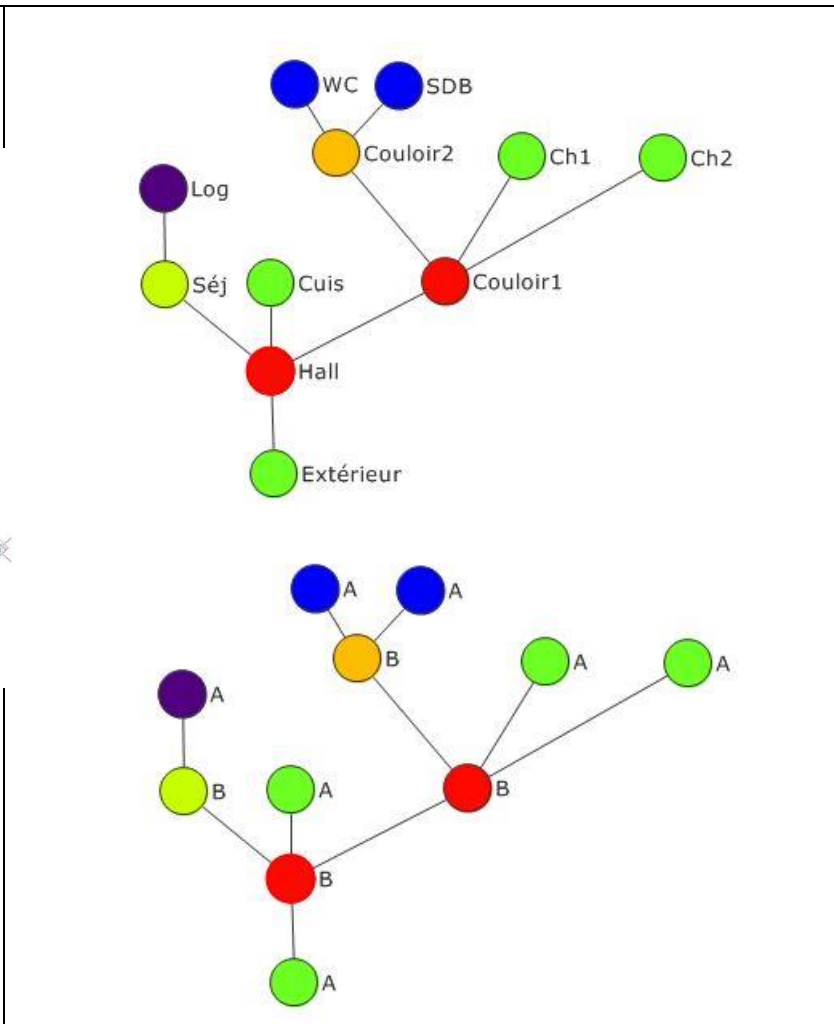 WC SDB
Couloir2 Ch1 Ch2
Log
Séj Cuis Couloir1
Hall
Extérieur
A A
B A A
A
B A B
B
A